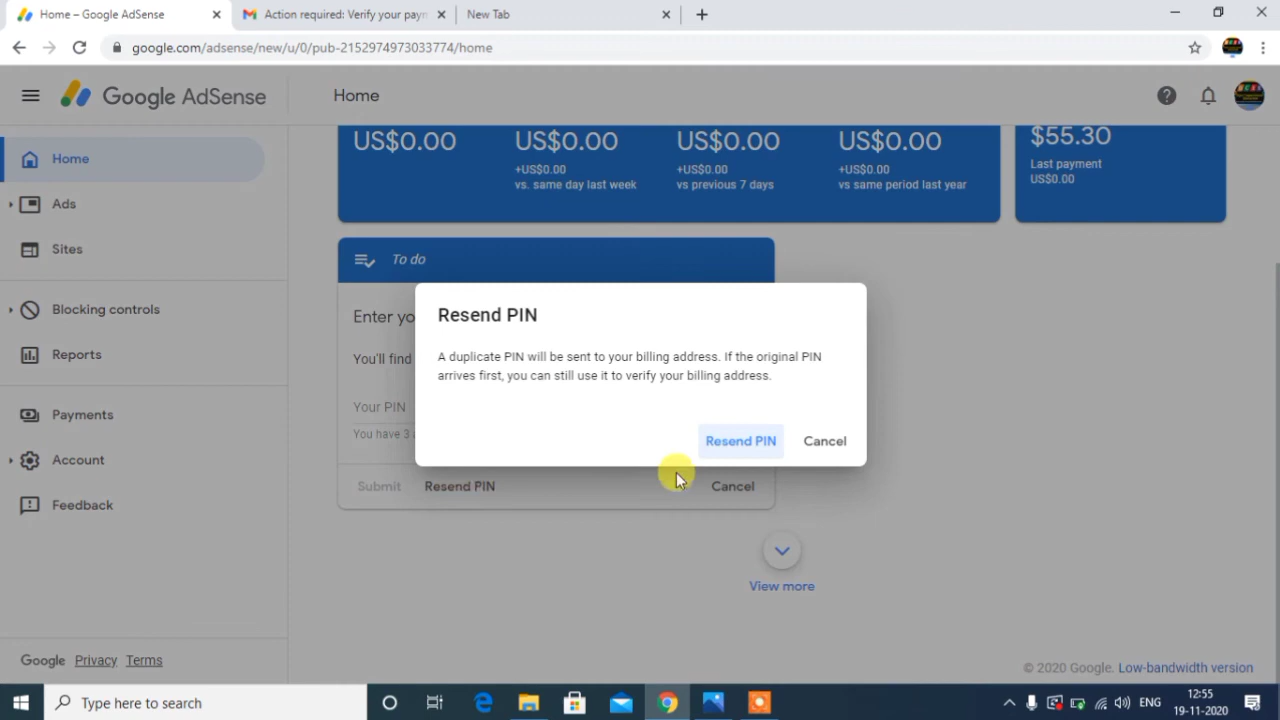 Home – Google AdSense
Action required: Verify your paym
New Tab
google.com/adsense/new/u/0/pub-2152974973033774/home
Google AdSense
Home
Home
Ads
Sites
Blocking controls
Reports
Payments
Account
Feedback
Google Privacy Terms
US$0.00 US$0.00 US$0.00 US$0.00
+US$0.00 +US$0.00 +US$0.00
vs. same day last week vs previous 7 days vs same period last year
$55.30
Last payment
US$0.00
To do
Enter yo
You'll find
Your PIN
You have 3 a
Submit Resend PIN Cancel
Resend PIN
A duplicate PIN will be sent to your billing address. If the original PIN
arrives first, you can still use it to verify your billing address.
Resend PIN Cancel
View more
© 2020 Google. Low-bandwidth version
Type here to search
ENG
12:55
19-11-2020